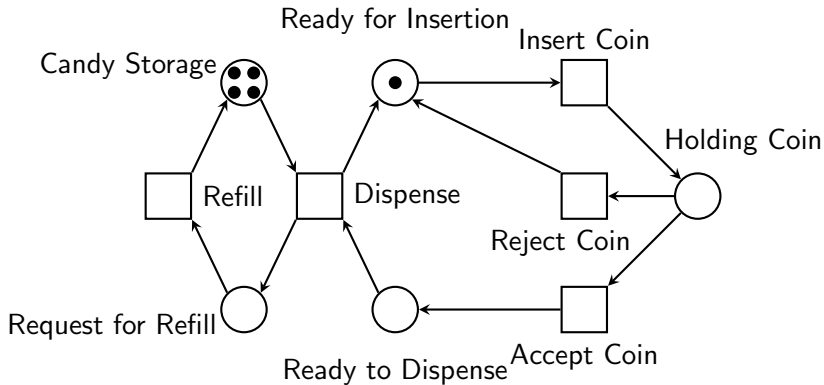 Ready for Insertion
Insert Coin
Candy Storage
Holding Coin
Refill
Dispense
Reject Coin
Request for Refill
Accept Coin
Ready to Dispense